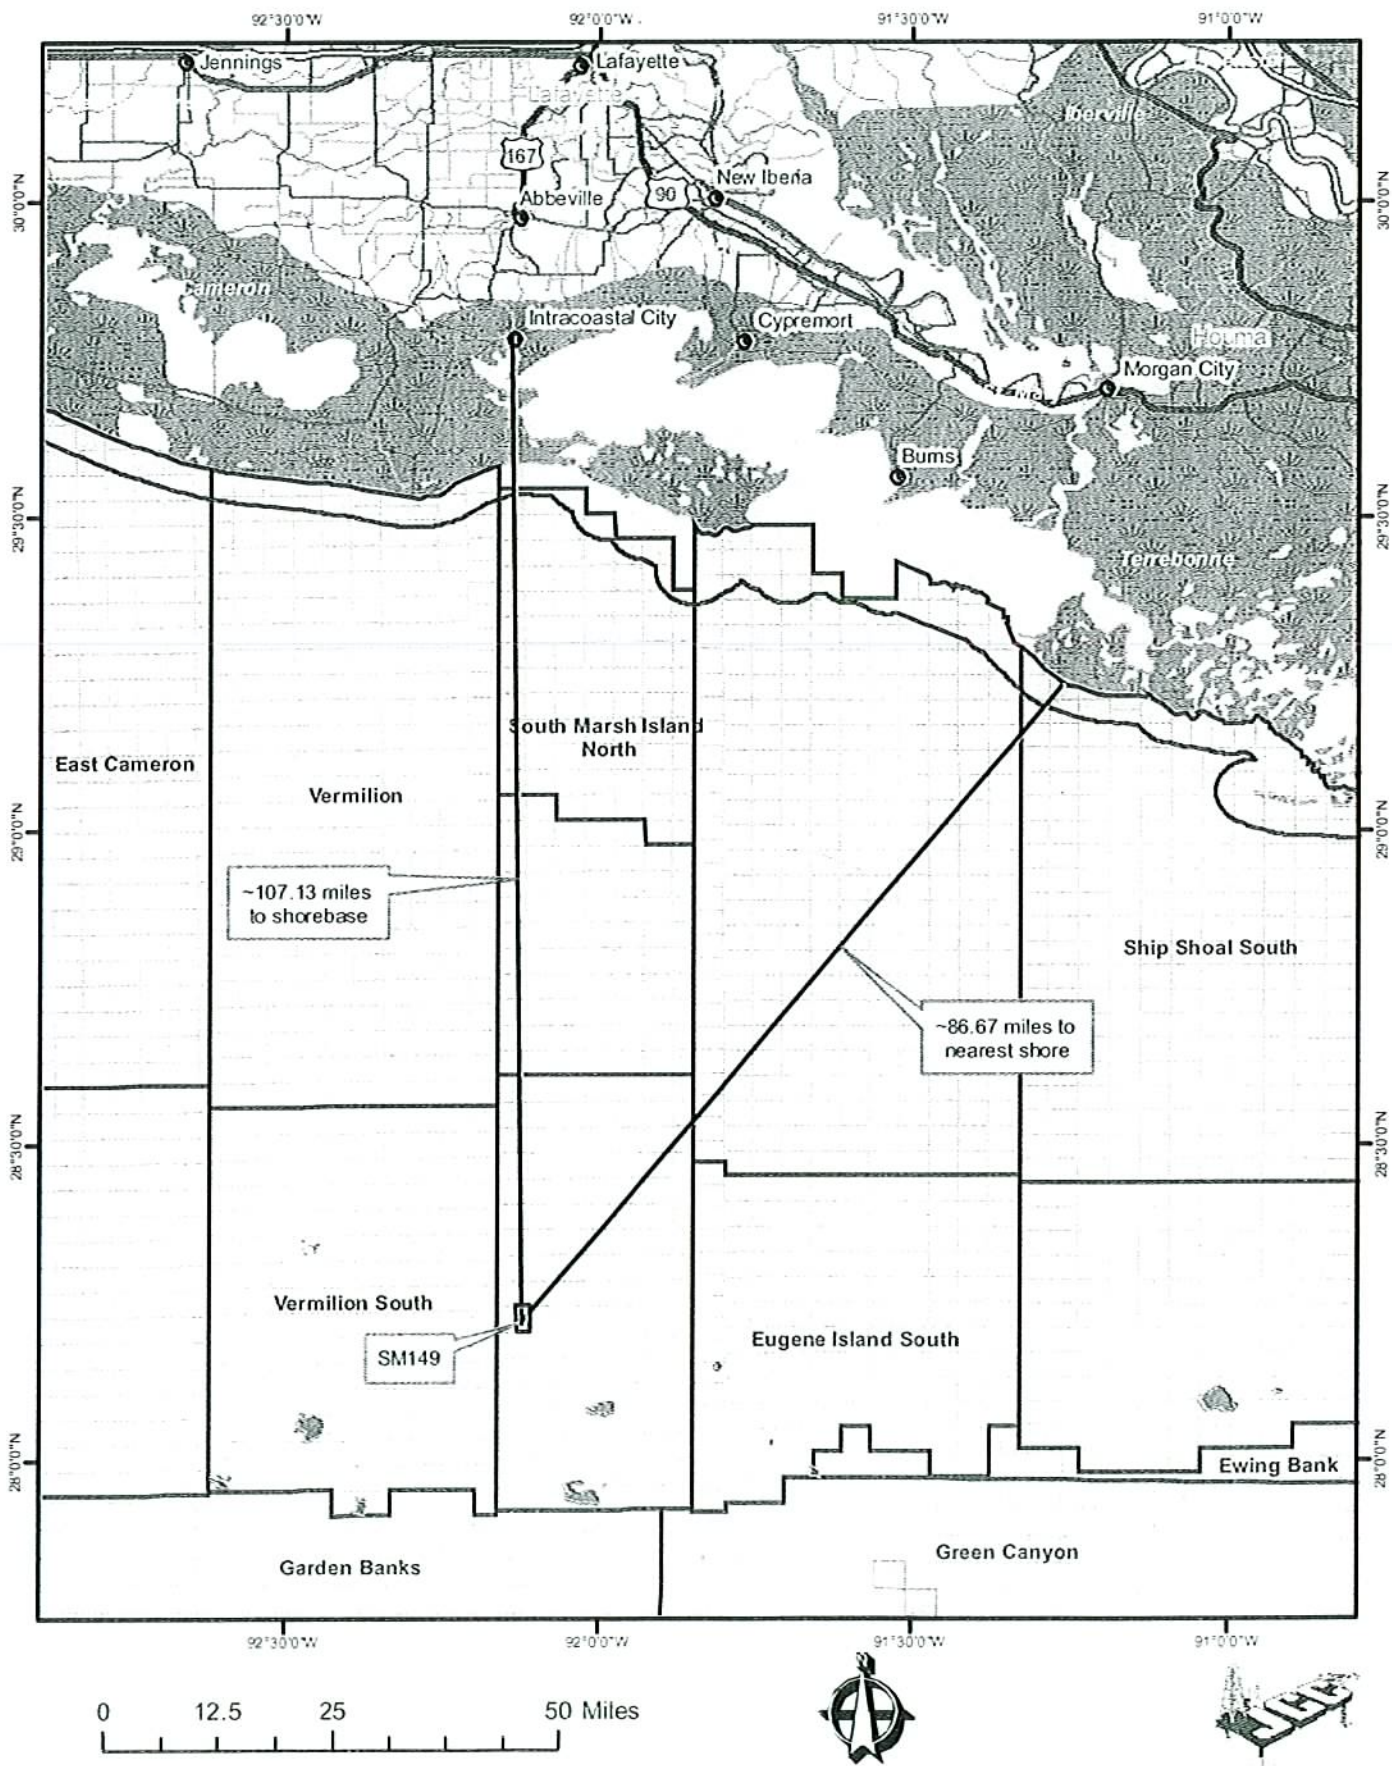 92°30'0"W
92°0'0"W
91°30'0"W
91°0'0"W
Jennings
Lafayette
Lafayette
Iberville
167
New Iberia
90
Abbeville
30°0'0"N
30°0'0"N
Cameron
Intracoastal City
Cypremort
Houma
Morgan City
Burns
29°30'0"N
29°30'0"N
Terrebonne
South Marsh Island
North
East Cameron
Vermilion
29°0'0"N
29°0'0"N
~107.13 miles
to shorebase
Ship Shoal South
~86.67 miles to
nearest shore
28°30'0"N
28°30'0"N
Vermilion South
Eugene Island South
SM149
28°0'0"N
28°0'0"N
Ewing Bank
Garden Banks
Green Canyon
92°30'0"W
92°0'0"W
91°30'0"W
91°0'0"W
0 12.5 25 50 Miles